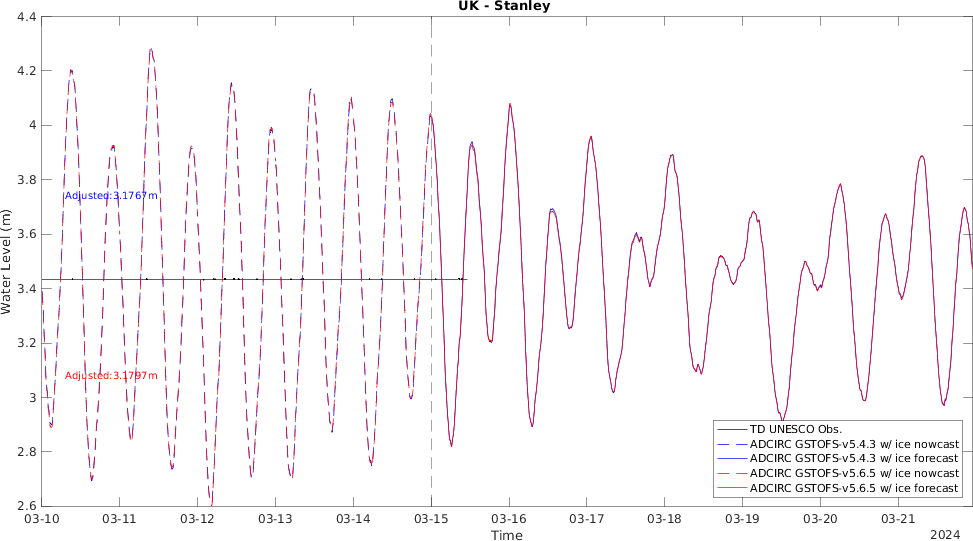 UK - Stanley
4.4
4.2
4
3.8
3.6
3.4
3.2
3
2.8
2.6
Water Level (m)
Adjusted:3.1767m
Adjusted:3.1797m
TD UNESCO Obs.
ADCIRC GSTOFS-v5.4.3 w/ ice nowcast
ADCIRC GSTOFS-v5.4.3 w/ ice forecast
ADCIRC GSTOFS-v5.6.5 w/ ice nowcast
ADCIRC GSTOFS-v5.6.5 w/ ice forecast
03-10 03-11 03-12 03-13 03-14 03-15 03-16 03-17 03-18 03-19 03-20 03-21
Time
2024